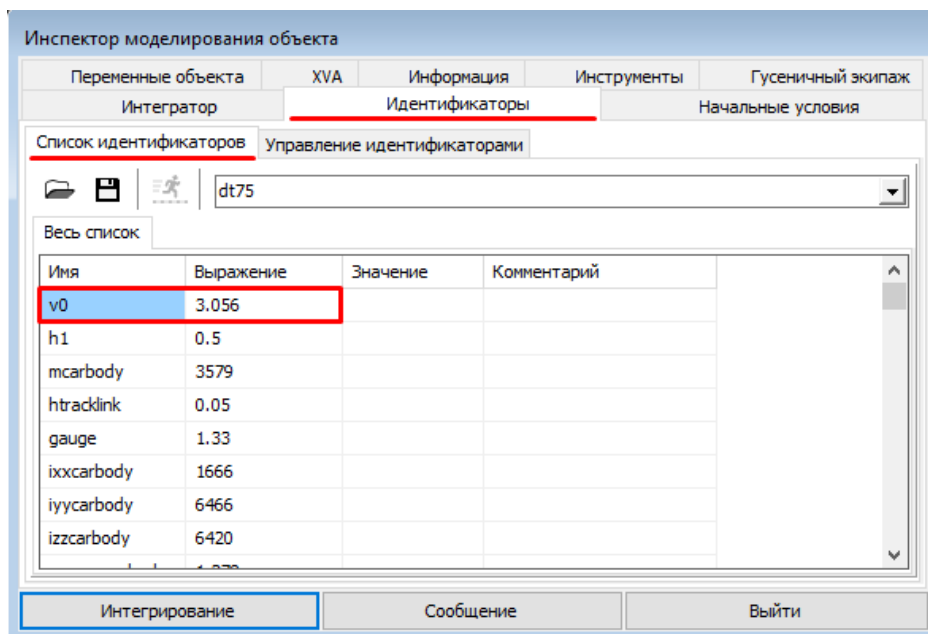 Инспектор моделирования объекта
Переменные объекта XVA Информация Инструменты Гусеничный экипаж
Интегратор Идентификаторы Начальные условия
Список идентификаторов Управление идентификаторами
dt75
Весь список
Имя Выражение Значение Комментарий
v0 3.056
h1 0.5
mcarbody 3579
htracklink 0.05
gauge 1.33
ixxcarbody 1666
iyycarbody 6466
izzcarbody 6420
Интегрирование Сообщение Выйти